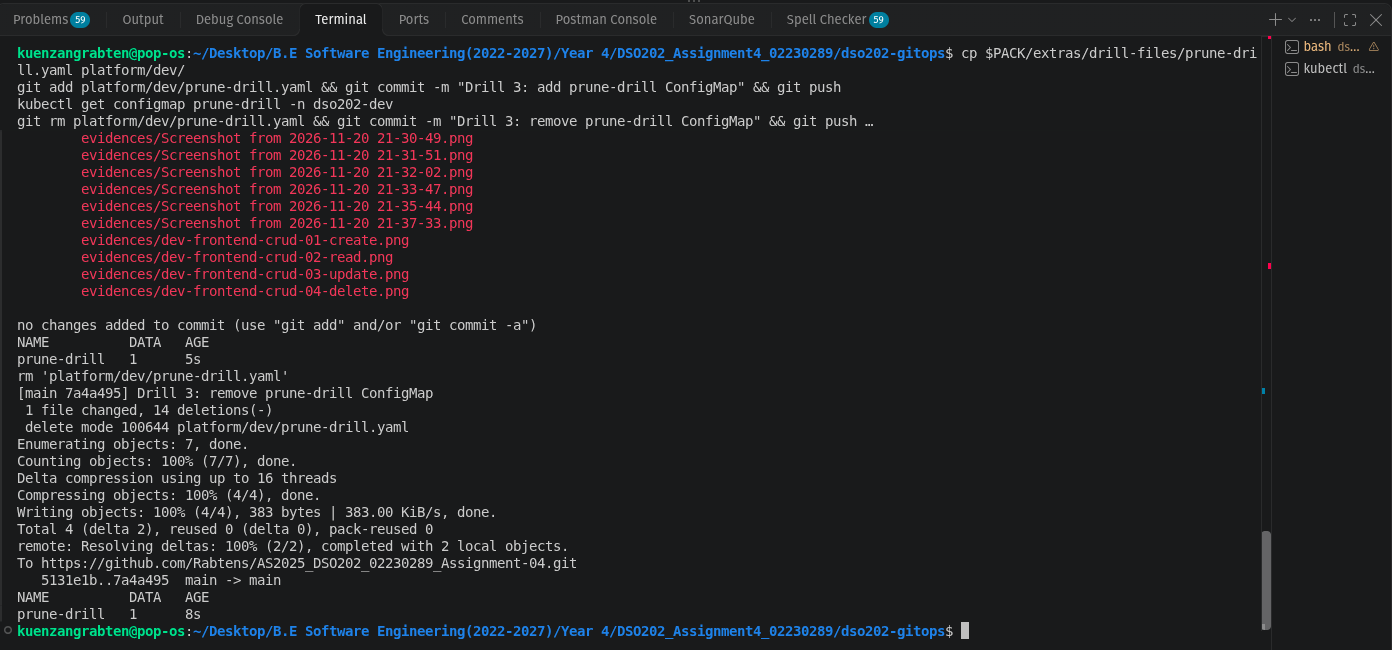 Problems 59 Output Debug Console Terminal Ports Comments Postman Console SonarQube Spell Checker 59
kuenzangrabten@pop-os:~/Desktop/B.E Software Engineering(2022-2027)/Year 4/DSO202_Assignment4_02230289/dso202-gitops$ cp $PACK/extras/drill-files/prune-dri
ll.yaml platform/dev/
git add platform/dev/prune-drill.yaml && git commit -m "Drill 3: add prune-drill ConfigMap" && git push
kubectl get configmap prune-drill -n dso202-dev
git rm platform/dev/prune-drill.yaml && git commit -m "Drill 3: remove prune-drill ConfigMap" && git push …
evidences/Screenshot from 2026-11-20 21-30-49.png
evidences/Screenshot from 2026-11-20 21-31-51.png
evidences/Screenshot from 2026-11-20 21-32-02.png
evidences/Screenshot from 2026-11-20 21-33-47.png
evidences/Screenshot from 2026-11-20 21-35-44.png
evidences/Screenshot from 2026-11-20 21-37-33.png
evidences/dev-frontend-crud-01-create.png
evidences/dev-frontend-crud-02-read.png
evidences/dev-frontend-crud-03-update.png
evidences/dev-frontend-crud-04-delete.png
no changes added to commit (use "git add" and/or "git commit -a")
NAME DATA AGE
prune-drill 1 5s
rm 'platform/dev/prune-drill.yaml'
[main 7a4a495] Drill 3: remove prune-drill ConfigMap
1 file changed, 14 deletions(-)
delete mode 100644 platform/dev/prune-drill.yaml
Enumerating objects: 7, done.
Counting objects: 100% (7/7), done.
Delta compression using up to 16 threads
Compressing objects: 100% (4/4), done.
Writing objects: 100% (4/4), 383 bytes | 383.00 KiB/s, done.
Total 4 (delta 2), reused 0 (delta 0), pack-reused 0
remote: Resolving deltas: 100% (2/2), completed with 2 local objects.
To https://github.com/Rabtens/AS2025_DSO202_02230289_Assignment-04.git
5131e1b..7a4a495 main -> main
NAME DATA AGE
prune-drill 1 8s
kuenzangrabten@pop-os:~/Desktop/B.E Software Engineering(2022-2027)/Year 4/DSO202_Assignment4_02230289/dso202-gitops$
bash ds...
kubectl ds...